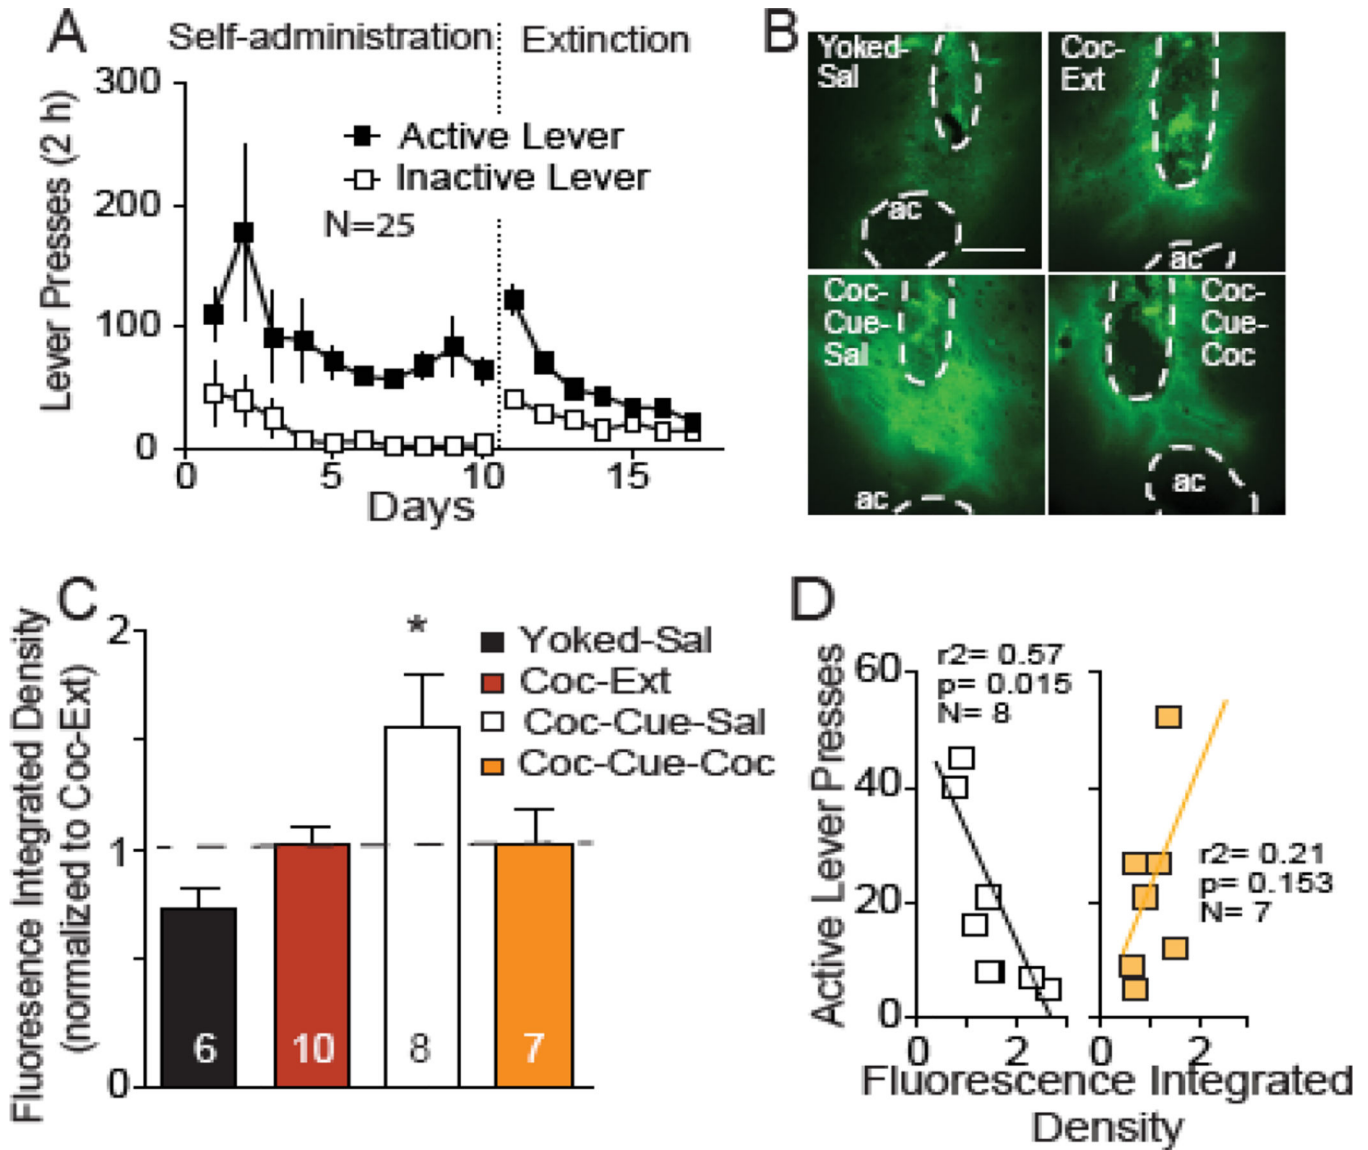 A
Self-administration
Extinction
Lever Presses (2 h)
300
200
100
0
Active Lever
Inactive Lever
N=25
0
5
10
15
Days
B
Yoked-
Sal
ac
Coc-
Ext
ac
Coc-
Cue-
Sal
ac
Coc-
Cue-
Coc
ac
C
Fluoresence Integrated Density
(normalized to Coc-Ext)
2
1
0
*
Yoked-Sal
Coc-Ext
Coc-Cue-Sal
Coc-Cue-Coc
6
10
8
7
D
Active Lever Presses
60
40
20
0
r2= 0.57
p= 0.015
N= 8
r2= 0.21
p= 0.153
N= 7
0
2
0
2
Fluorescence Integrated
Density